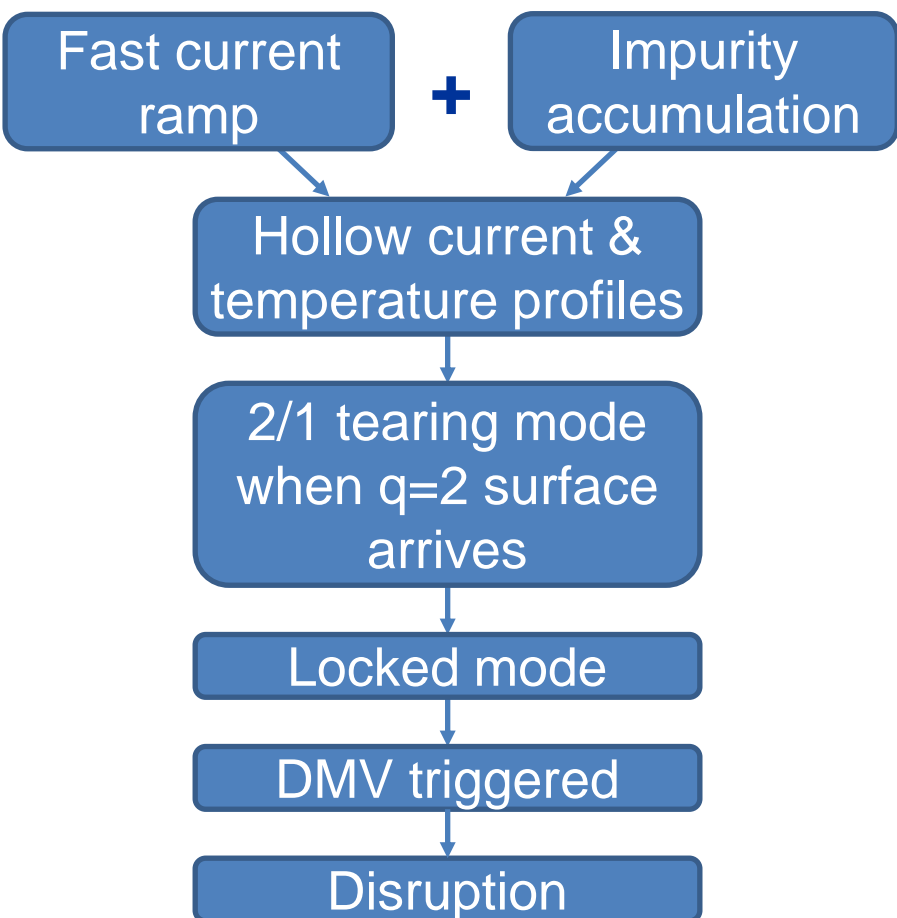 Fast current
ramp
+
Impurity
accumulation
Hollow current &
temperature profiles
2/1 tearing mode
when q=2 surface
arrives
Locked mode
DMV triggered
Disruption